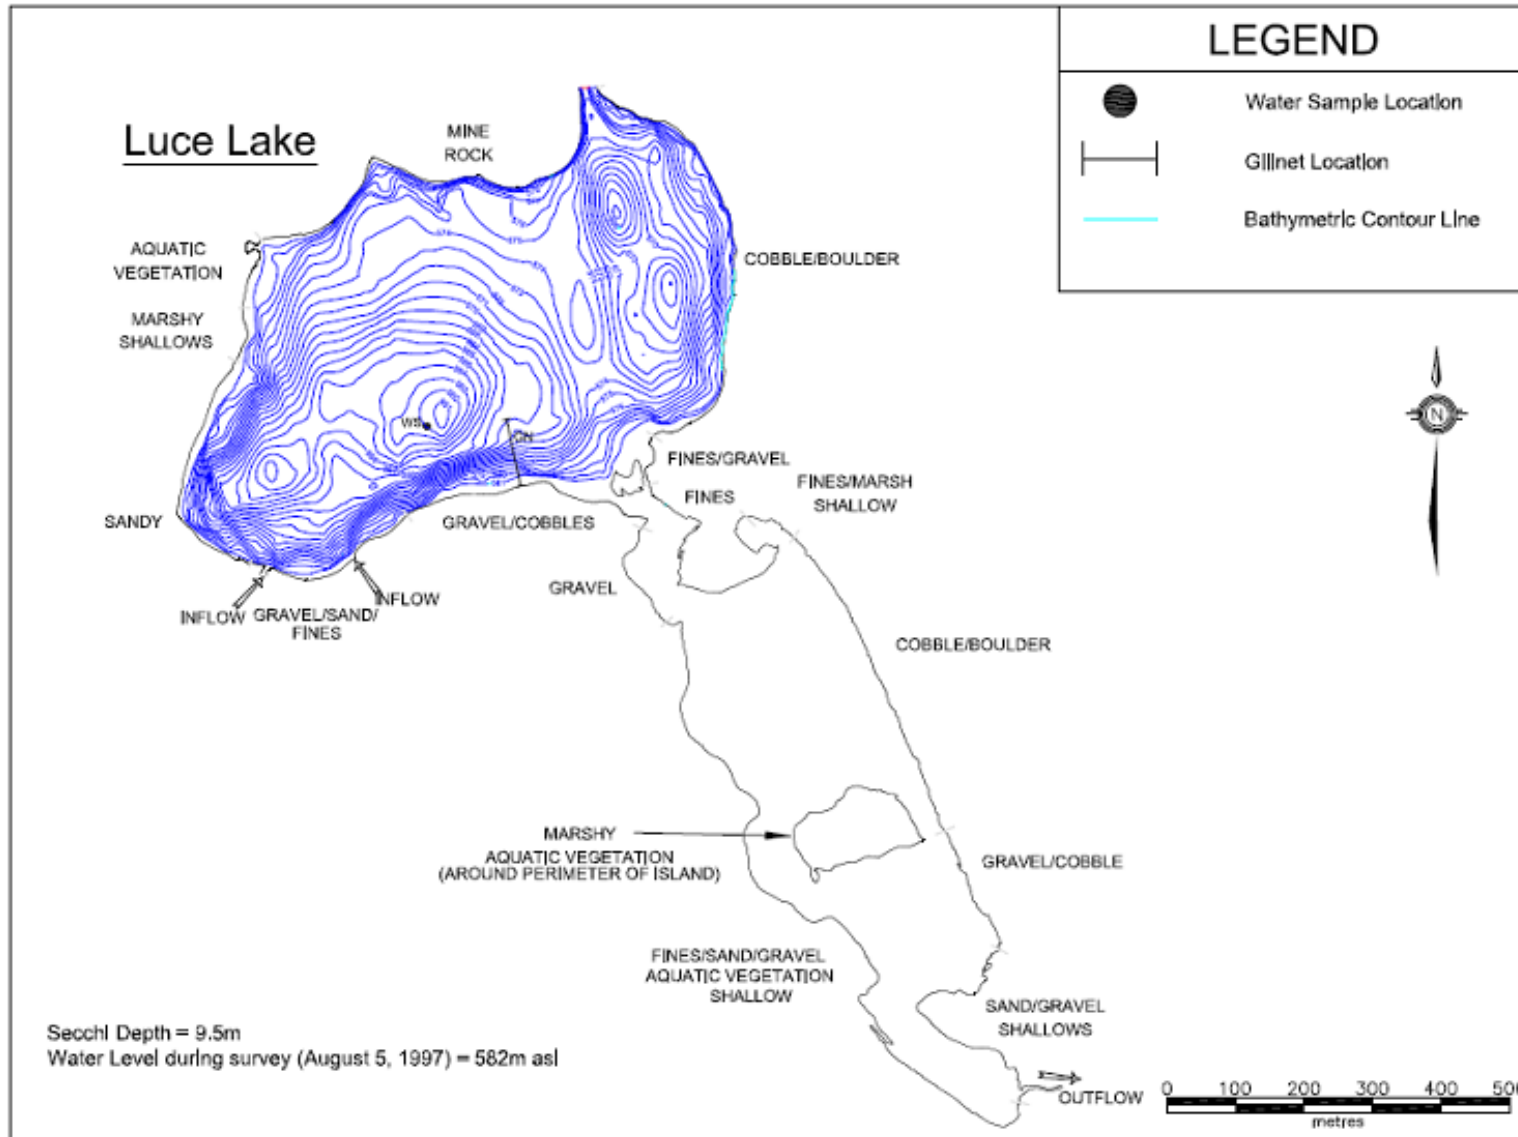 LEGEND
Water Sample Location
Gillnet Location
Bathymetric Contour Line
Luce Lake
MINE
ROCK
AQUATIC
VEGETATION
MARSHY
SHALLOWS
COBBLE/BOULDER
WS
GN
SANDY
FINES/GRAVEL
FINES
FINES/MARSH
SHALLOW
GRAVEL/COBBLES
GRAVEL
INFLOW
INFLOW
GRAVEL/SAND/
FINES
COBBLE/BOULDER
N
MARSHY
AQUATIC VEGETATION
(AROUND PERIMETER OF ISLAND)
GRAVEL/COBBLE
FINES/SAND/GRAVEL
AQUATIC VEGETATION
SHALLOW
SAND/GRAVEL
SHALLOWS
OUTFLOW
Secchi Depth = 9.5m
Water Level during survey (August 5, 1997) = 582m asl
0 100 200 300 400 500
metres